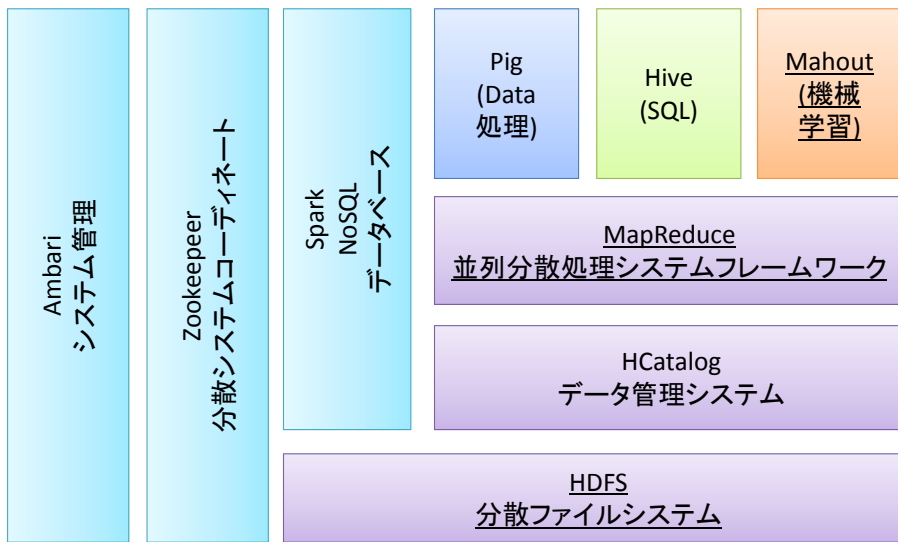 Ambari
システム管理
Zookeepeer
分散システムコーディネート
Spark
NoSQL
データベース
Pig
(Data
処理)
Hive
(SQL)
Mahout
(機械
学習)
MapReduce
並列分散処理システムフレームワーク
HCatalog
データ管理システム
HDFS
分散ファイルシステム